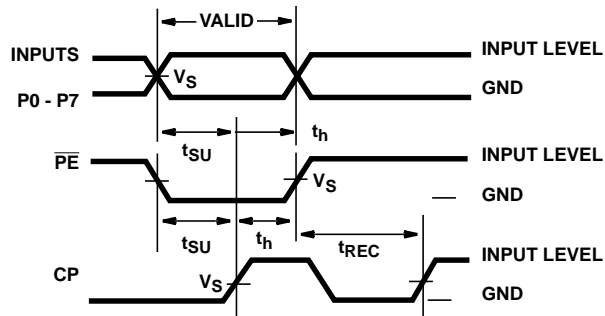 VALID
INPUTS
INPUT LEVEL
VS
P0 - P7
GND
tSU
th
PE
INPUT LEVEL
VS
GND
tSU
th
tREC
INPUT LEVEL
CP
VS
GND